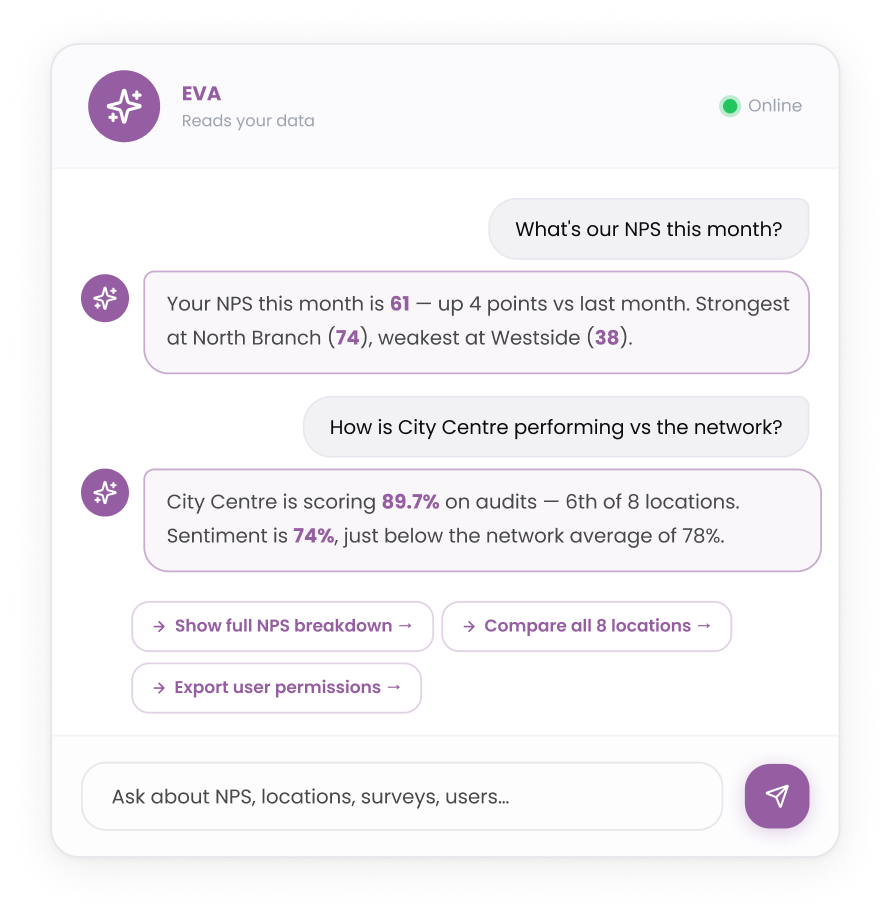 EVA
Reads your data
Online
What's our NPS this month?
Your NPS this month is 61 — up 4 points vs last month. Strongest
at North Branch (74), weakest at Westside (38).
How is City Centre performing vs the network?
City Centre is scoring 89.7% on audits — 6th of 8 locations.
Sentiment is 74%, just below the network average of 78%.
→ Show full NPS breakdown →
→ Compare all 8 locations →
→ Export user permissions →
Ask about NPS, locations, surveys, users...